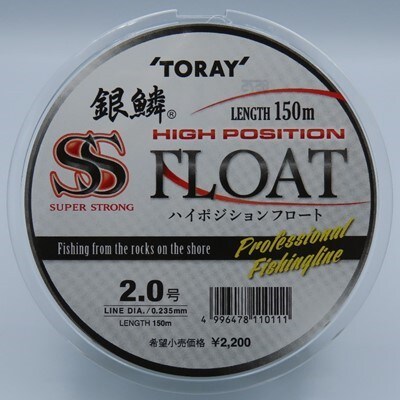 'TORAY'
銀鱗®
LENGTH 150m
HIGH POSITION
SS FLOAT
SUPER STRONG
ハイポジションフロート
Fishing from the rocks on the shore
Professional
Fishingline
2.0号
LINE DIA./0.235mm
LENGTH 150m
4 996478 110111
希望小売価格 ¥2,200